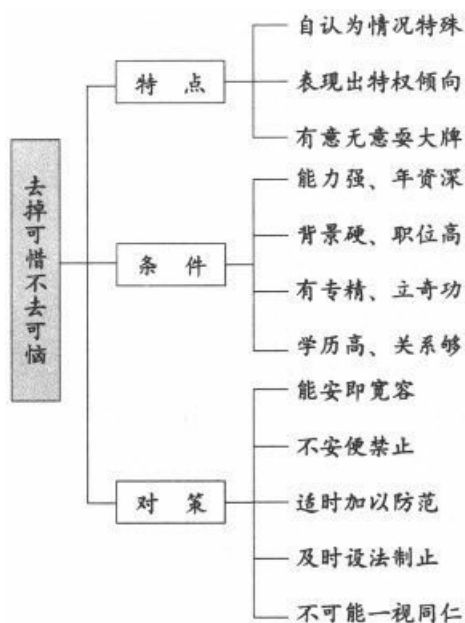 去掉可惜不去可恼
特点
自认为情况特殊
表现出特权倾向
有意无意耍大牌
条件
能力强、年资深
背景硬、职位高
有专精、立奇功
学历高、关系够
对策
能安即宽容
不安便禁止
适时加以防范
及时设法制止
不可能一视同仁